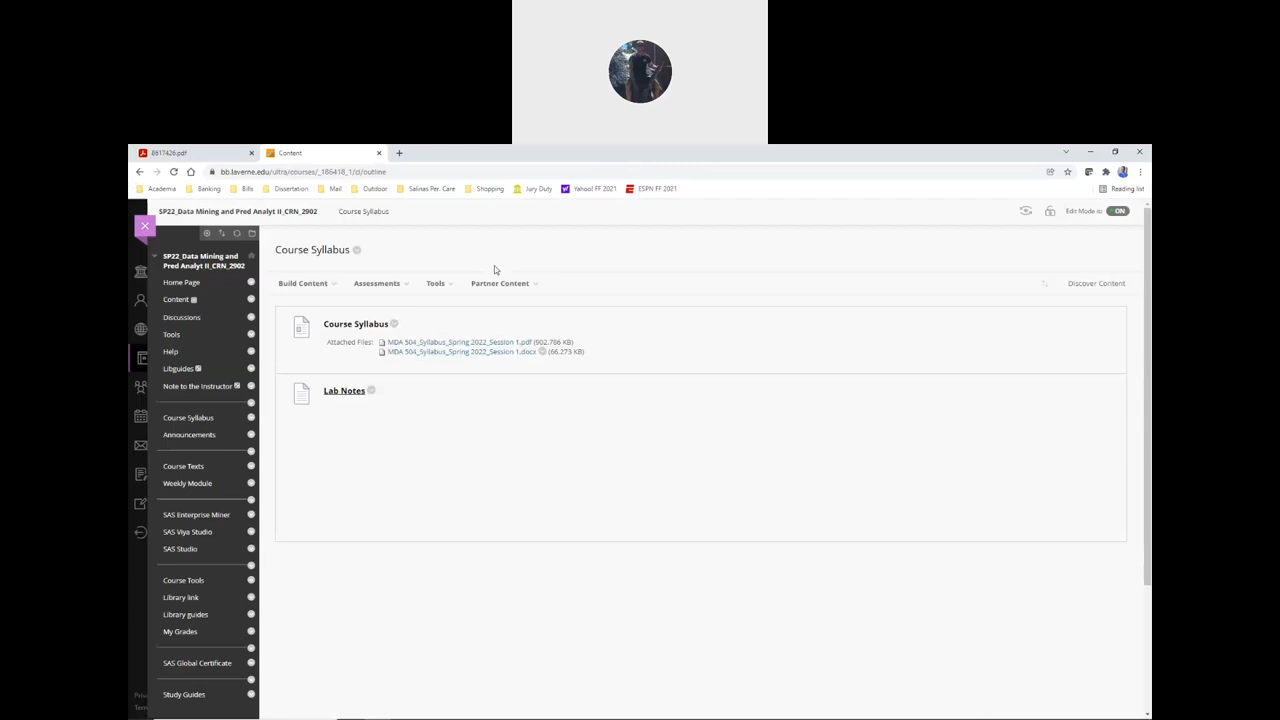 8617426.pdf
Content
bb.laverne.edu/ultra/courses/_186418_1/cl/outline
Academia Banking Bills Dissertation Mail Outdoor Salinas Per. Care Shopping Jury Duty Yahoo! FF 2021 ESPN FF 2021 Reading list
SP22_Data Mining and Pred Analyt II_CRN_2902 Course Syllabus Edit Mode is: ON
SP22_Data Mining and
Pred Analyt II_CRN_2902
Home Page
Content
Discussions
Tools
Help
Libguides
Note to the Instructor
Course Syllabus
Announcements
Course Texts
Weekly Module
SAS Enterprise Miner
SAS Viya Studio
SAS Studio
Course Tools
Library link
Library guides
My Grades
SAS Global Certificate
Study Guides
Course Syllabus
Build Content Assessments Tools Partner Content Discover Content
Course Syllabus
Attached Files: MDA 504_Syllabus_Spring 2022_Session 1.pdf (902.786 KB)
MDA 504_Syllabus_Spring 2022_Session 1.docx (66.273 KB)
Lab Notes